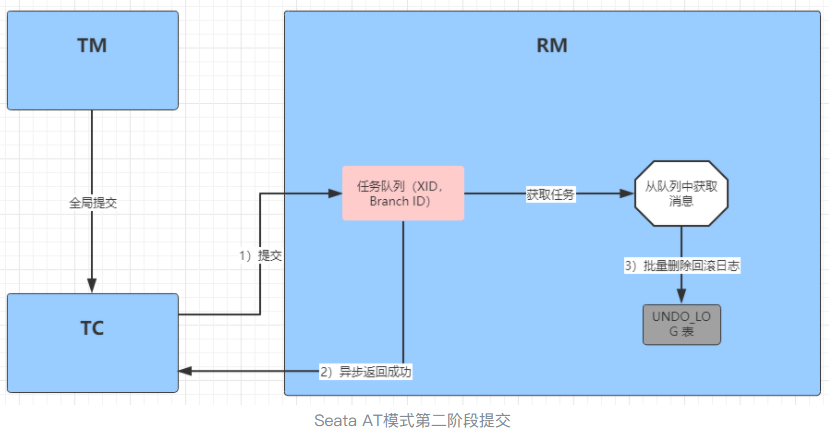 TM
RM
任务队列（XID，
Branch ID）
获取任务
从队列中获取
消息
全局提交
1）提交
3）批量删除回滚日志
TC
UNDO_LO
G 表
2）异步返回成功
Seata AT模式第二阶段提交